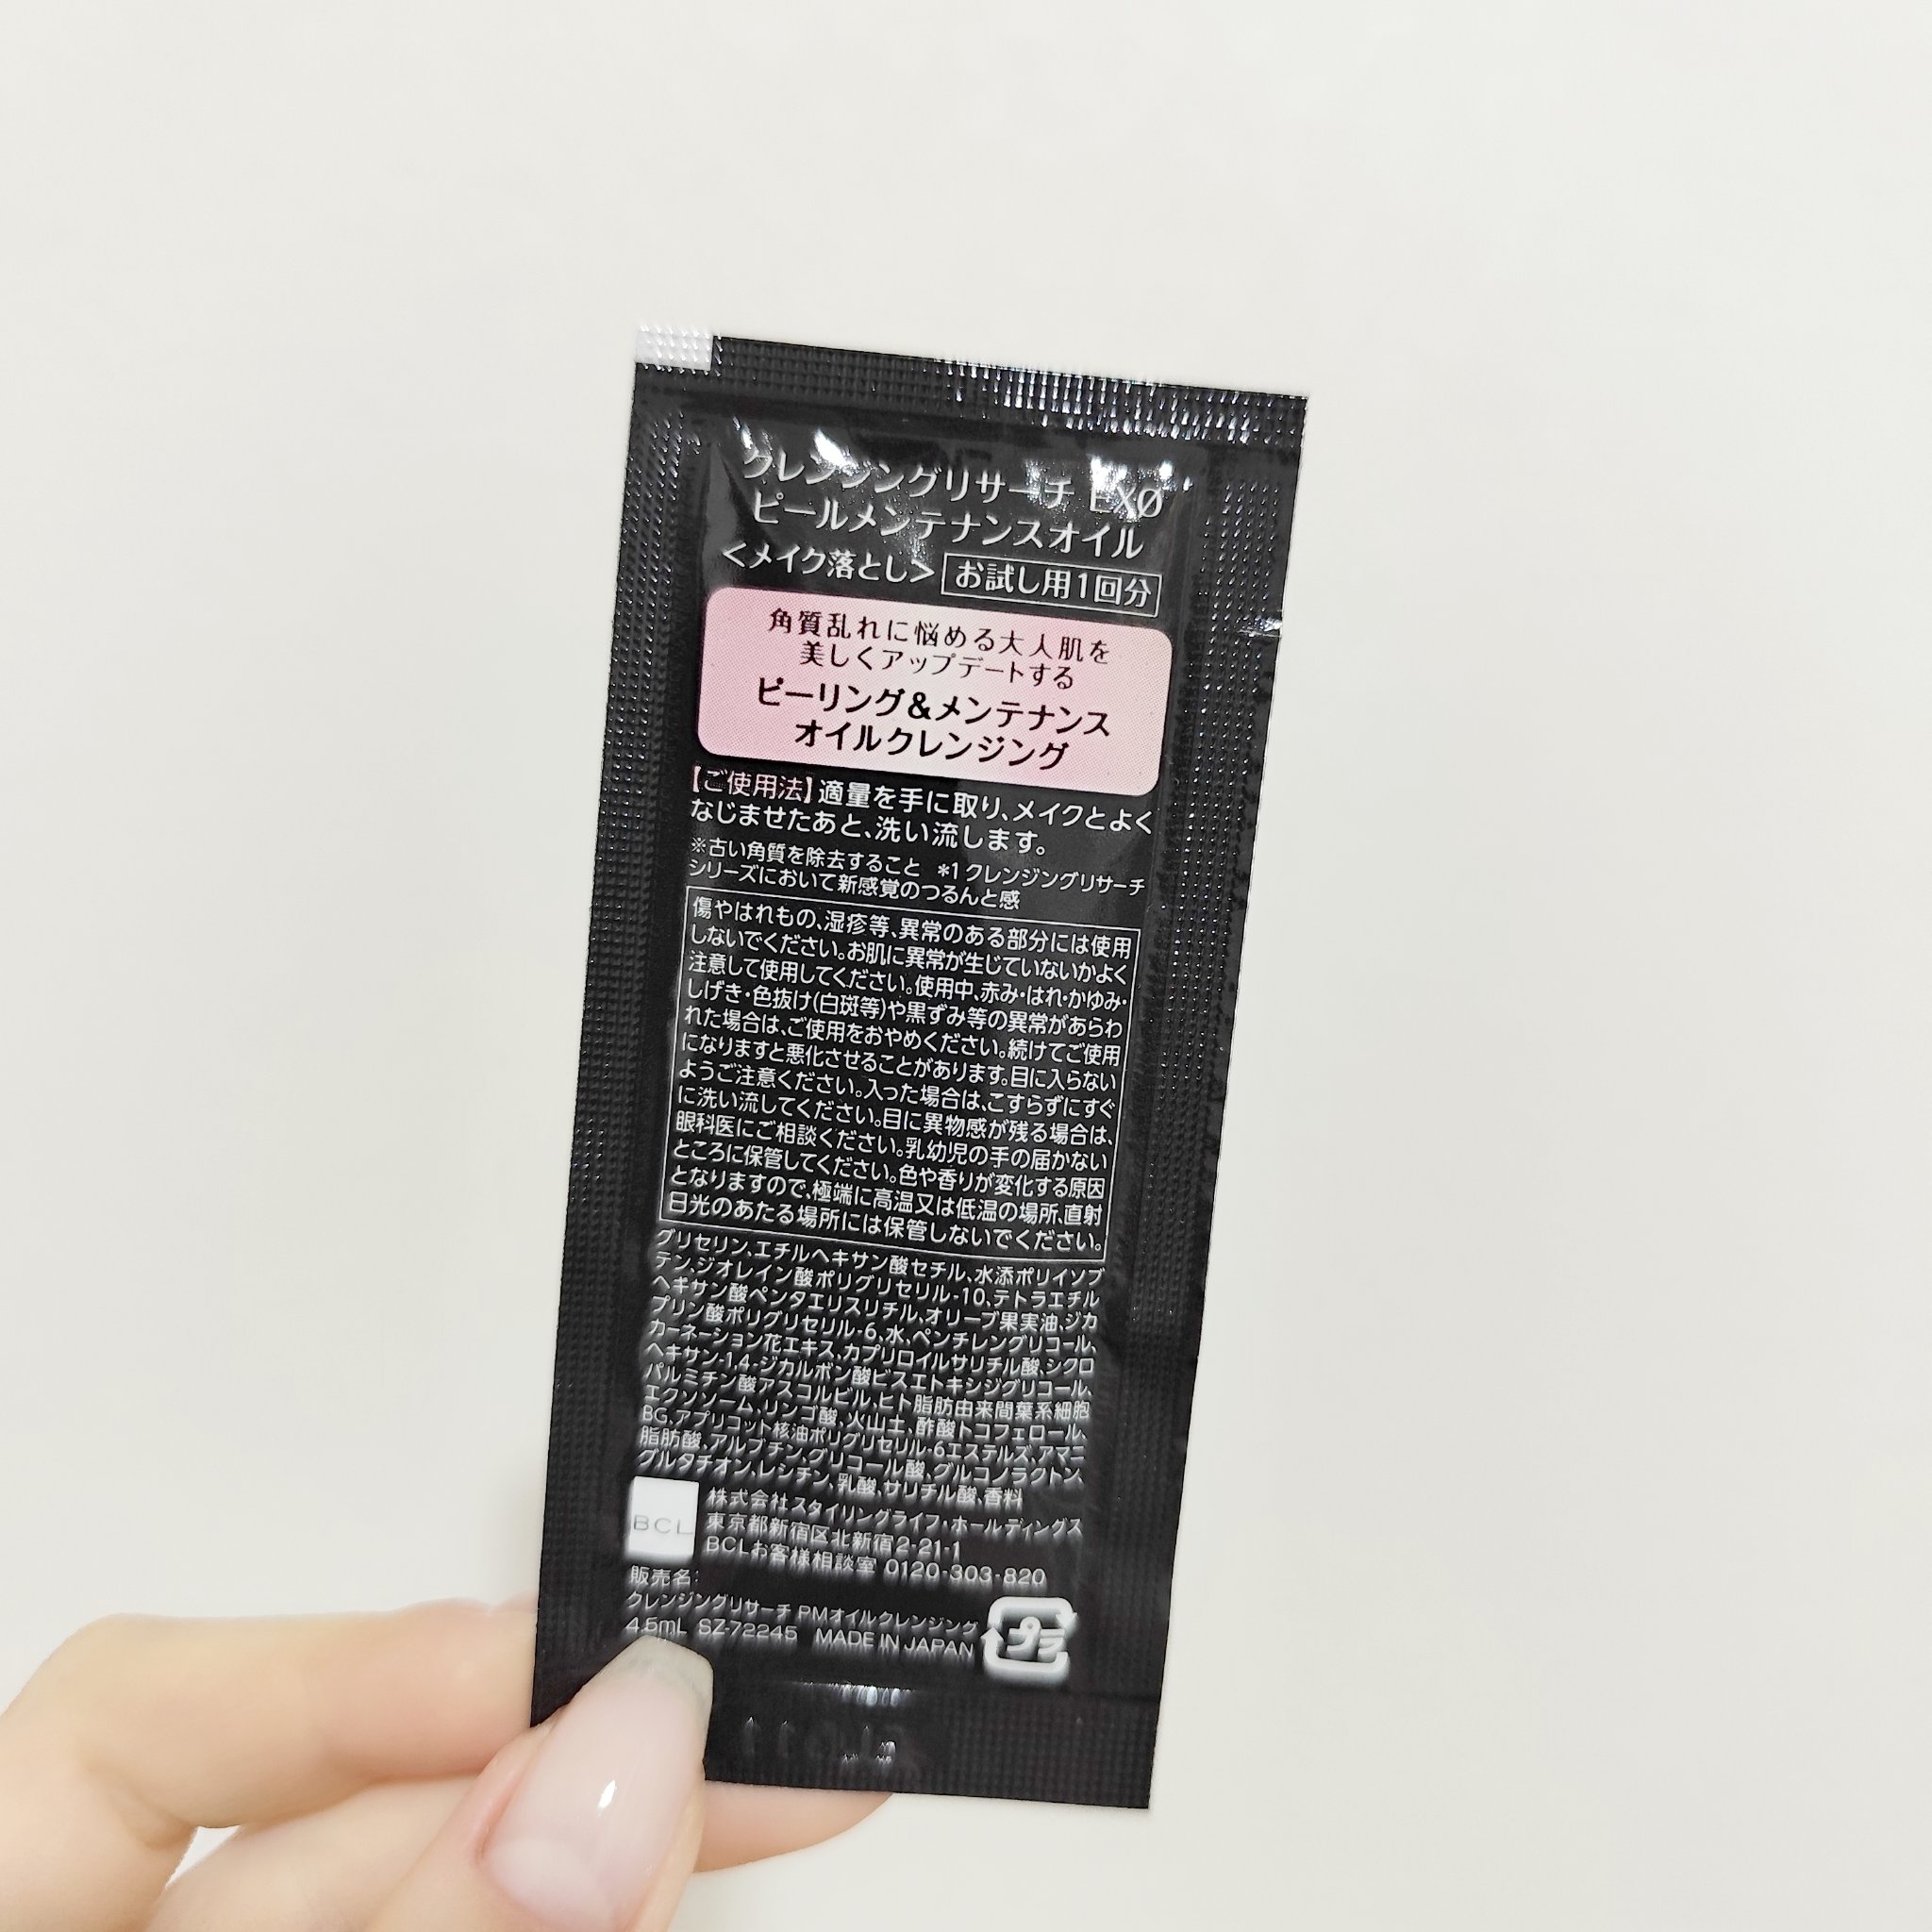 クレンジングリサーチ EXØ
ピールメンテナンスオイル
<メイク落とし> お試し用1回分
角質乱れに悩める大人肌を
美しくアップデートする
ピーリング&メンテナンス
オイルクレンジング
【ご使用法】適量を手に取り、メイクとよく
なじませたあと、洗い流します。
※古い角質を除去すること *1 クレンジングリサーチ
シリーズにおいて新感覚のつるんと感
傷やはれもの、湿疹等、異常のある部分には使用
しないでください。お肌に異常が生じていないかよく
注意して使用してください。使用中、赤み・はれ・かゆみ・
しげき・色抜け(白斑等)や黒ずみ等の異常があらわ
れた場合は、ご使用をおやめください。続けてご使用
になりますと悪化させることがあります。目に入らない
ようご注意ください。入った場合は、こすらずにすぐ
に洗い流してください。目に異物感が残る場合は、
眼科医にご相談ください。乳幼児の手の届かない
ところに保管してください。色や香りが変化する原因
となりますので、極端に高温又は低温の場所、直射
日光のあたる場所には保管しないでください。
グリセリン、エチルヘキサン酸セチル、水添ポリイソブ
テン、ジオレイン酸ポリグリセリル-10、テトラエチル
ヘキサン酸ペンタエリスリチル、オリーブ果実油、ジカ
プリン酸ポリグリセリル-6、水、ペンチレングリコール、
カーネーション花エキス、カプリロイルサリチル酸、シクロ
ヘキサン-1,4-ジカルボン酸ビスエトキシジグリコール、
パルミチン酸アスコルビル、ヒト脂肪由来間葉系細胞
エクソソーム、リンゴ酸、火山土、酢酸トコフェロール、
BG、アプリコット核油ポリグリセリル-6エステルズ、アマニ
脂肪酸、アルブチン、グリコール酸、グルコノラクトン、
グルタチオン、レシチン、乳酸、サリチル酸、香料
BCL
株式会社スタイリングライフ・ホールディングス
東京都新宿区北新宿2-21-1
BCLお客様相談室 0120-303-820
販売名:
クレンジングリサーチ PMオイルクレンジング
4.5mL SZ-72245 MADE IN JAPAN
プラ